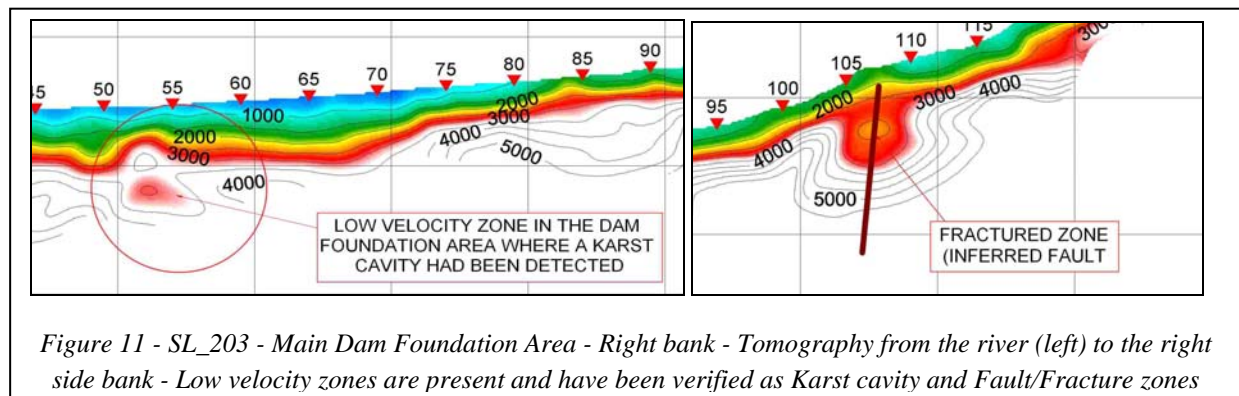 45 50 55 60 65 70 75 80 85 90
1000
2000
2000
3000
3000
4000
4000
5000
LOW VELOCITY ZONE IN THE DAM
FOUNDATION AREA WHERE A KARST
CAVITY HAD BEEN DETECTED
95 100 105 110 115
3000
2000
3000
4000
4000
5000
FRACTURED ZONE
(INFERRED FAULT
Figure 11 - SL_203 - Main Dam Foundation Area - Right bank - Tomography from the river (left) to the right
side bank - Low velocity zones are present and have been verified as Karst cavity and Fault/Fracture zones